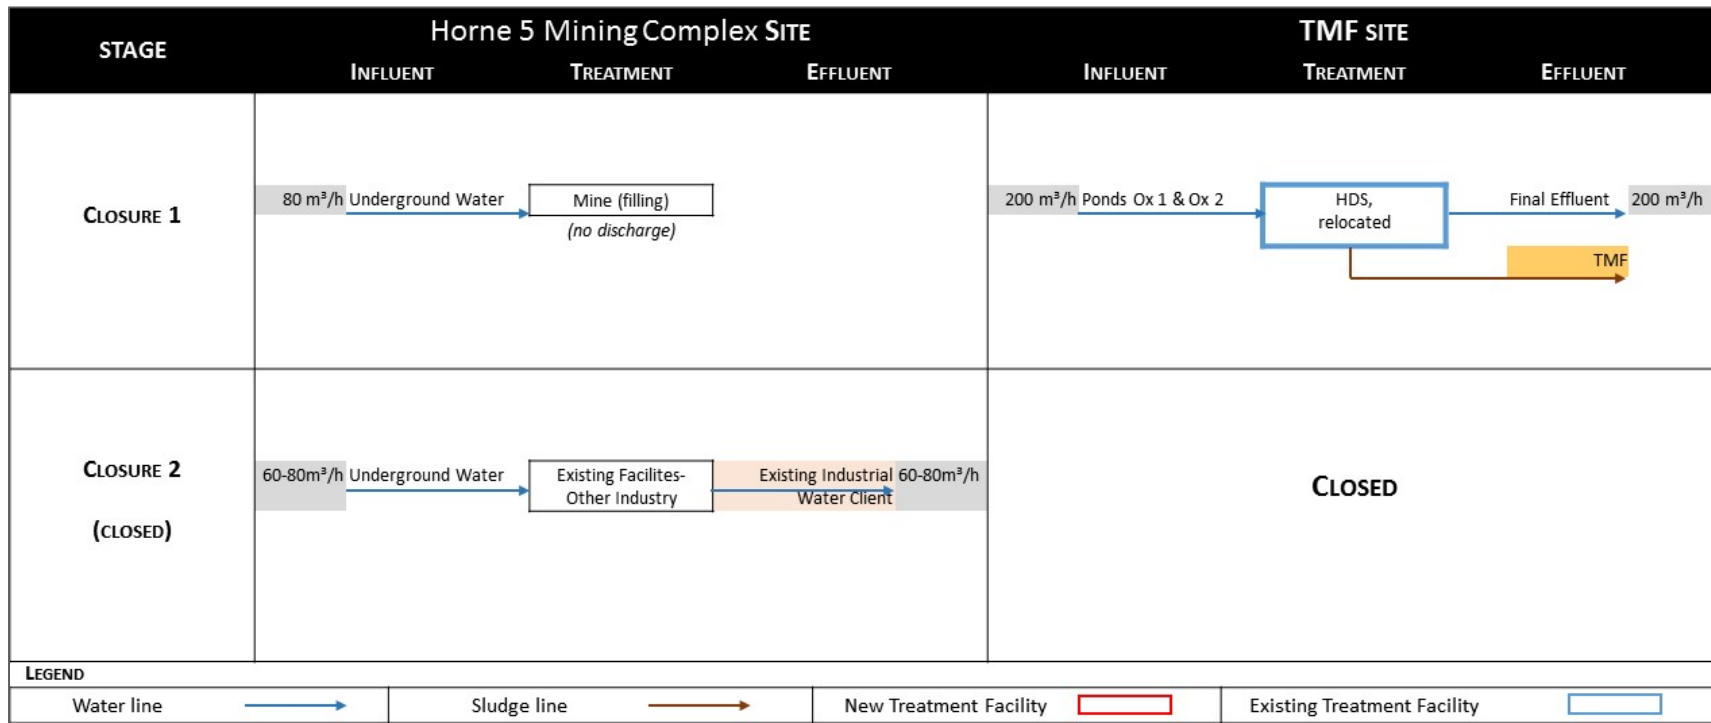 STAGE
Horne 5 Mining Complex SITE
TMF SITE
INFLUENT TREATMENT EFFLUENT
INFLUENT TREATMENT EFFLUENT
CLOSURE 1
80 m³/h Underground Water
Mine (filling)
(no discharge)
200 m³/h Ponds Ox 1 & Ox 2
HDS,
relocated
Final Effluent 200 m³/h
TMF
CLOSURE 2
(CLOSED)
60-80m³/h Underground Water
Existing Facilites-
Other Industry
Existing Industrial 60-80m³/h
Water Client
CLOSED
LEGEND
Water line
Sludge line
New Treatment Facility
Existing Treatment Facility